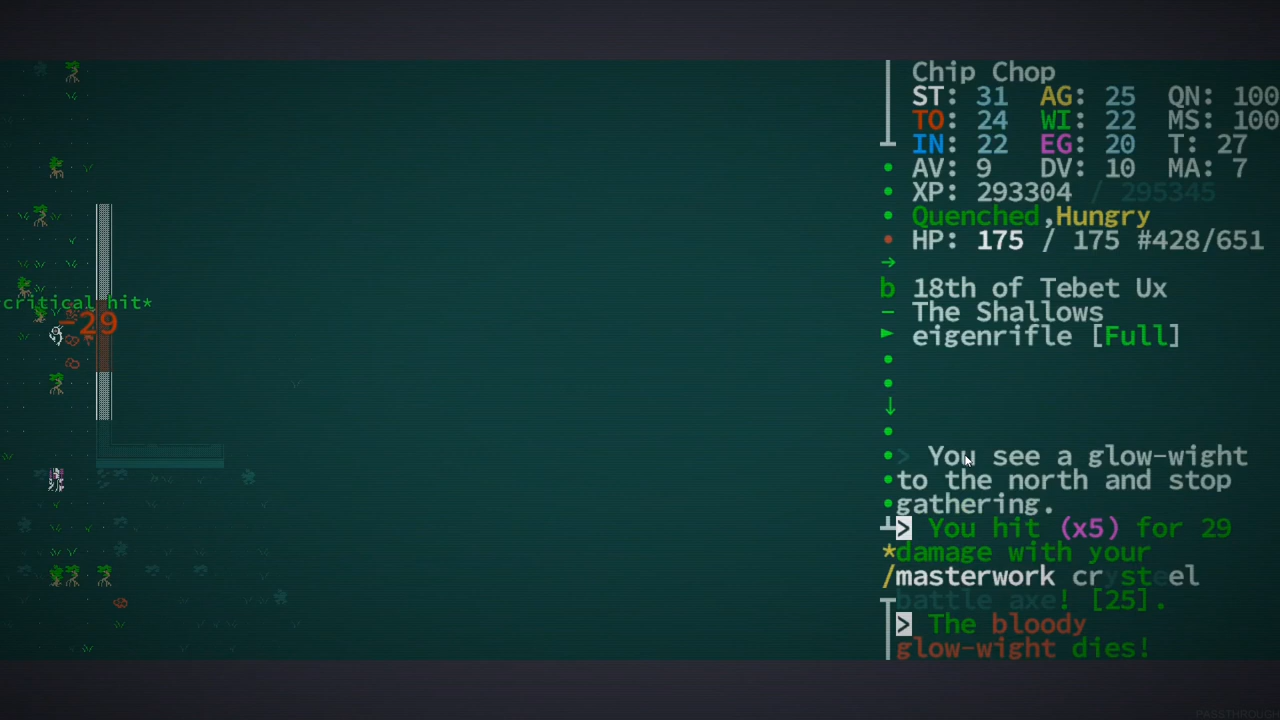 Chip Chop
ST: 31 AG: 25 QN: 100
TO: 24 WI: 22 MS: 100
IN: 22 EG: 20 T: 27
AV: 9 DV: 10 MA: 7
XP: 293304 / 295345
Quenched,Hungry
HP: 175 / 175 #428/651
b 18th of Tebet Ux
The Shallows
eigenrifle [Full]
critical hit*
-29
> You see a glow-wight
to the north and stop
gathering.
> You hit (x5) for 29
damage with your
masterwork crysteel
battle axe! [25].
> The bloody
glow-wight dies!
PASSTHROUGH